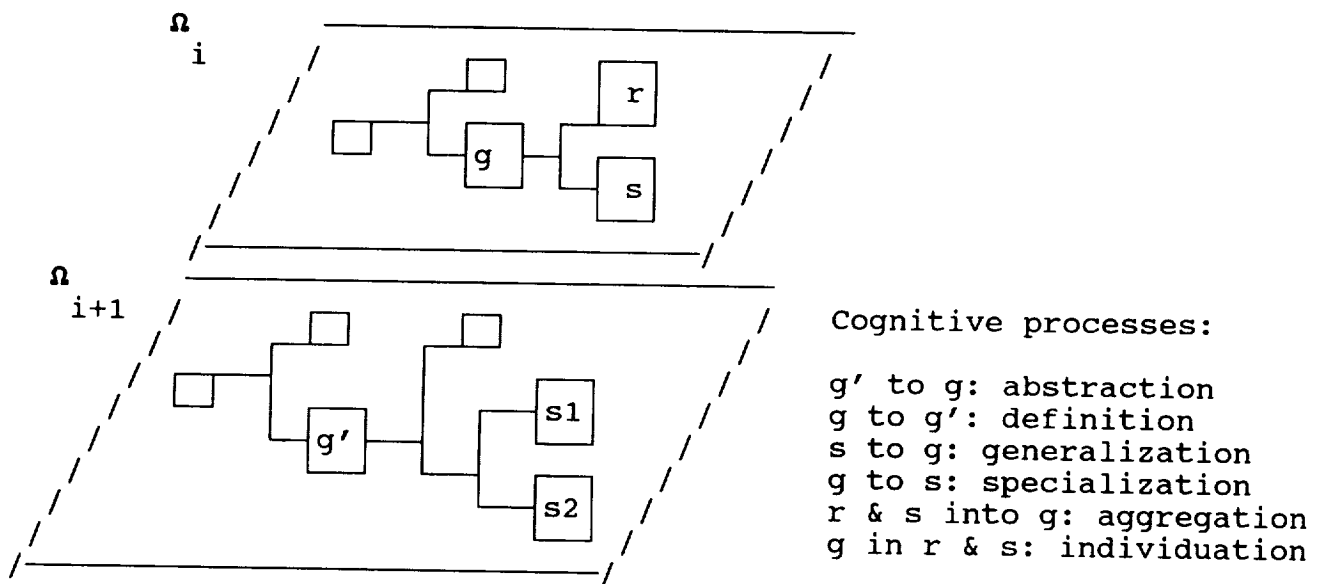 Ω
i
r
g
s
Ω
i+1
s1
g'
s2
Cognitive processes:
g' to g: abstraction
g to g': definition
s to g: generalization
g to s: specialization
r & s into g: aggregation
g in r & s: individuation